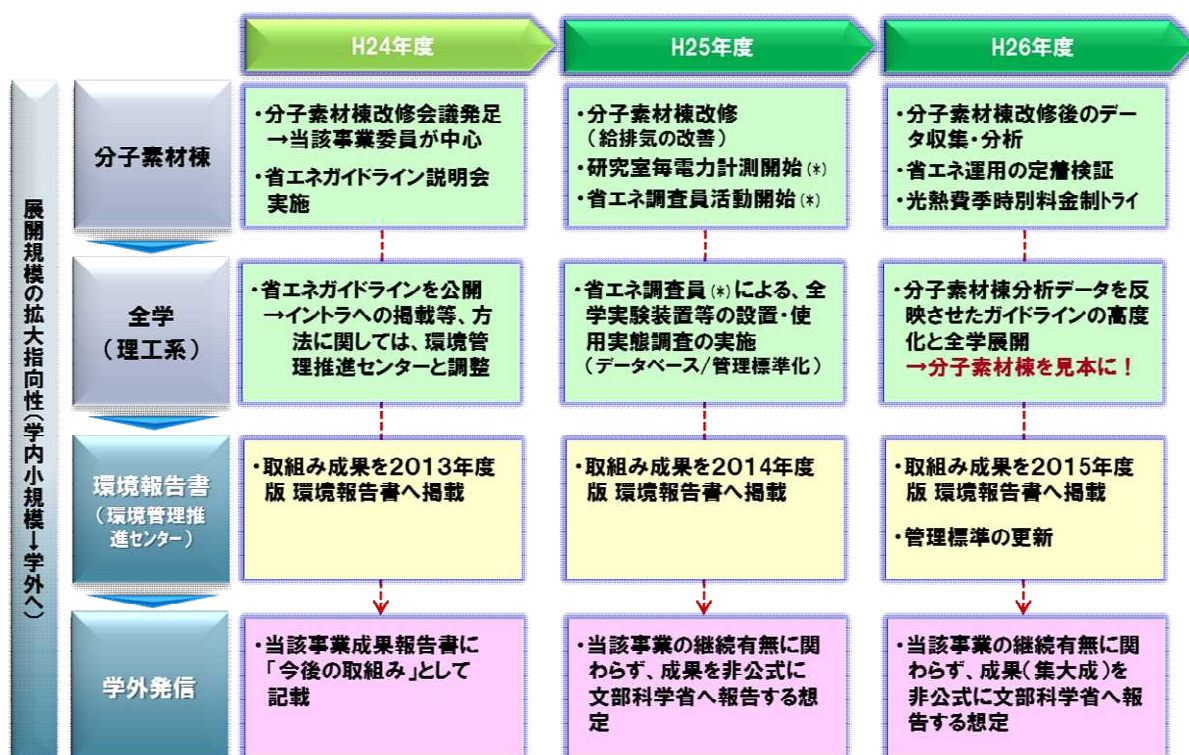 H24年度
H25年度
H26年度
展開規模の拡大指向性(学内小規模→学外へ)
分子素材棟
・分子素材棟改修会議発足
→当該事業委員が中心
・省エネガイドライン説明会
実施
・分子素材棟改修
(給排気の改善)
・研究室毎電力計測開始(*)
・省エネ調査員活動開始(*)
・分子素材棟改修後のデー
タ収集・分析
・省エネ運用の定着検証
・光熱費季時別料金制トライ
全学
(理工系)
・省エネガイドラインを公開
→イントラへの掲載等、方
法に関しては、環境管
理推進センターと調整
・省エネ調査員(*)による、全
学実験装置等の設置・使
用実態調査の実施
(データベース/管理標準化)
・分子素材棟分析データを反
映させたガイドラインの高度
化と全学展開
→分子素材棟を見本に!
環境報告書
(環境管理推
進センター)
・取組み成果を2013年度
版 環境報告書へ掲載
・取組み成果を2014年度
版 環境報告書へ掲載
・取組み成果を2015年度
版 環境報告書へ掲載
・管理標準の更新
学外発信
・当該事業成果報告書に
「今後の取組み」として
記載
・当該事業の継続有無に関
わらず、成果を非公式に
文部科学省へ報告する想
定
・当該事業の継続有無に関
わらず、成果(集大成)を
非公式に文部科学省へ報
告する想定